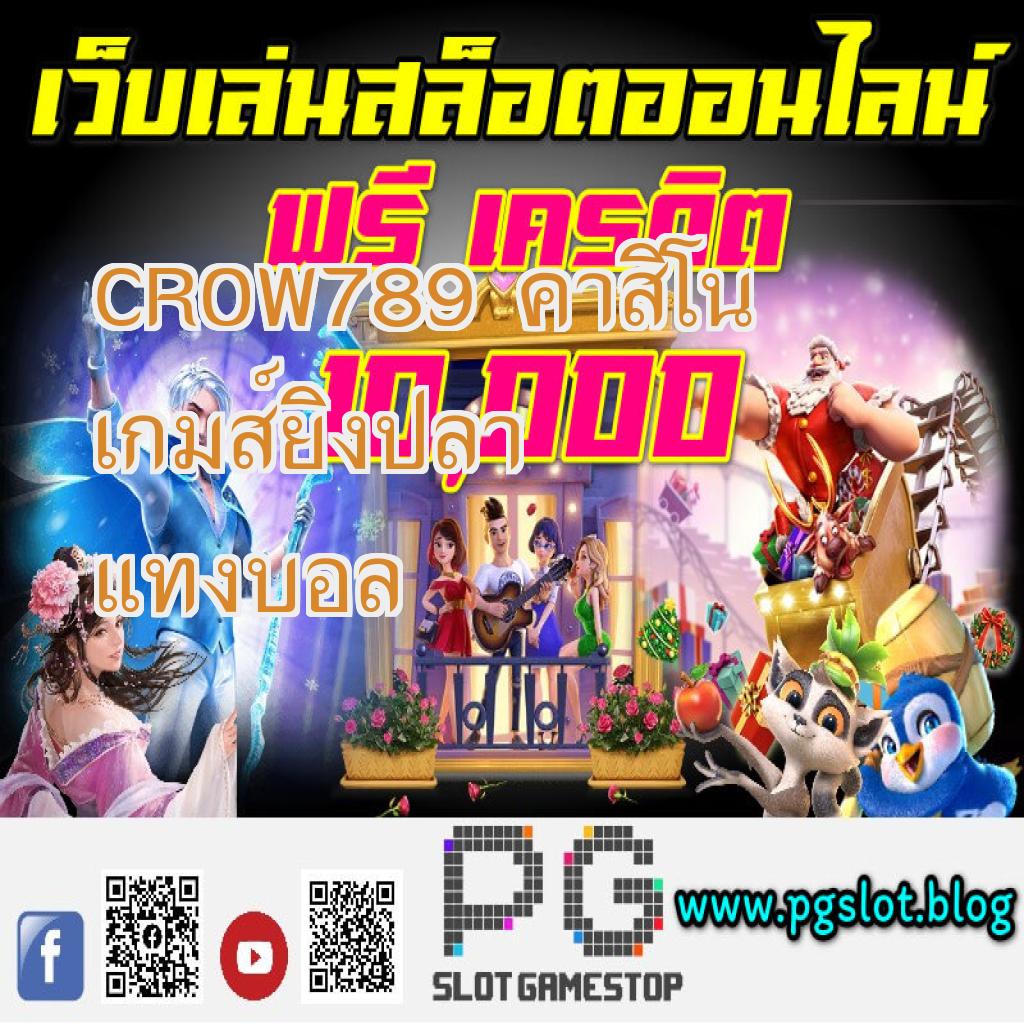 เว็บเล่นสล็อตออนไลน์
ฟรี เครดิต
CROW789 คาสิโน
10,000
เกมส์ยิงปลา
แทงบอล
PG
www.pgslot.blog
SLOT GAMESTOP